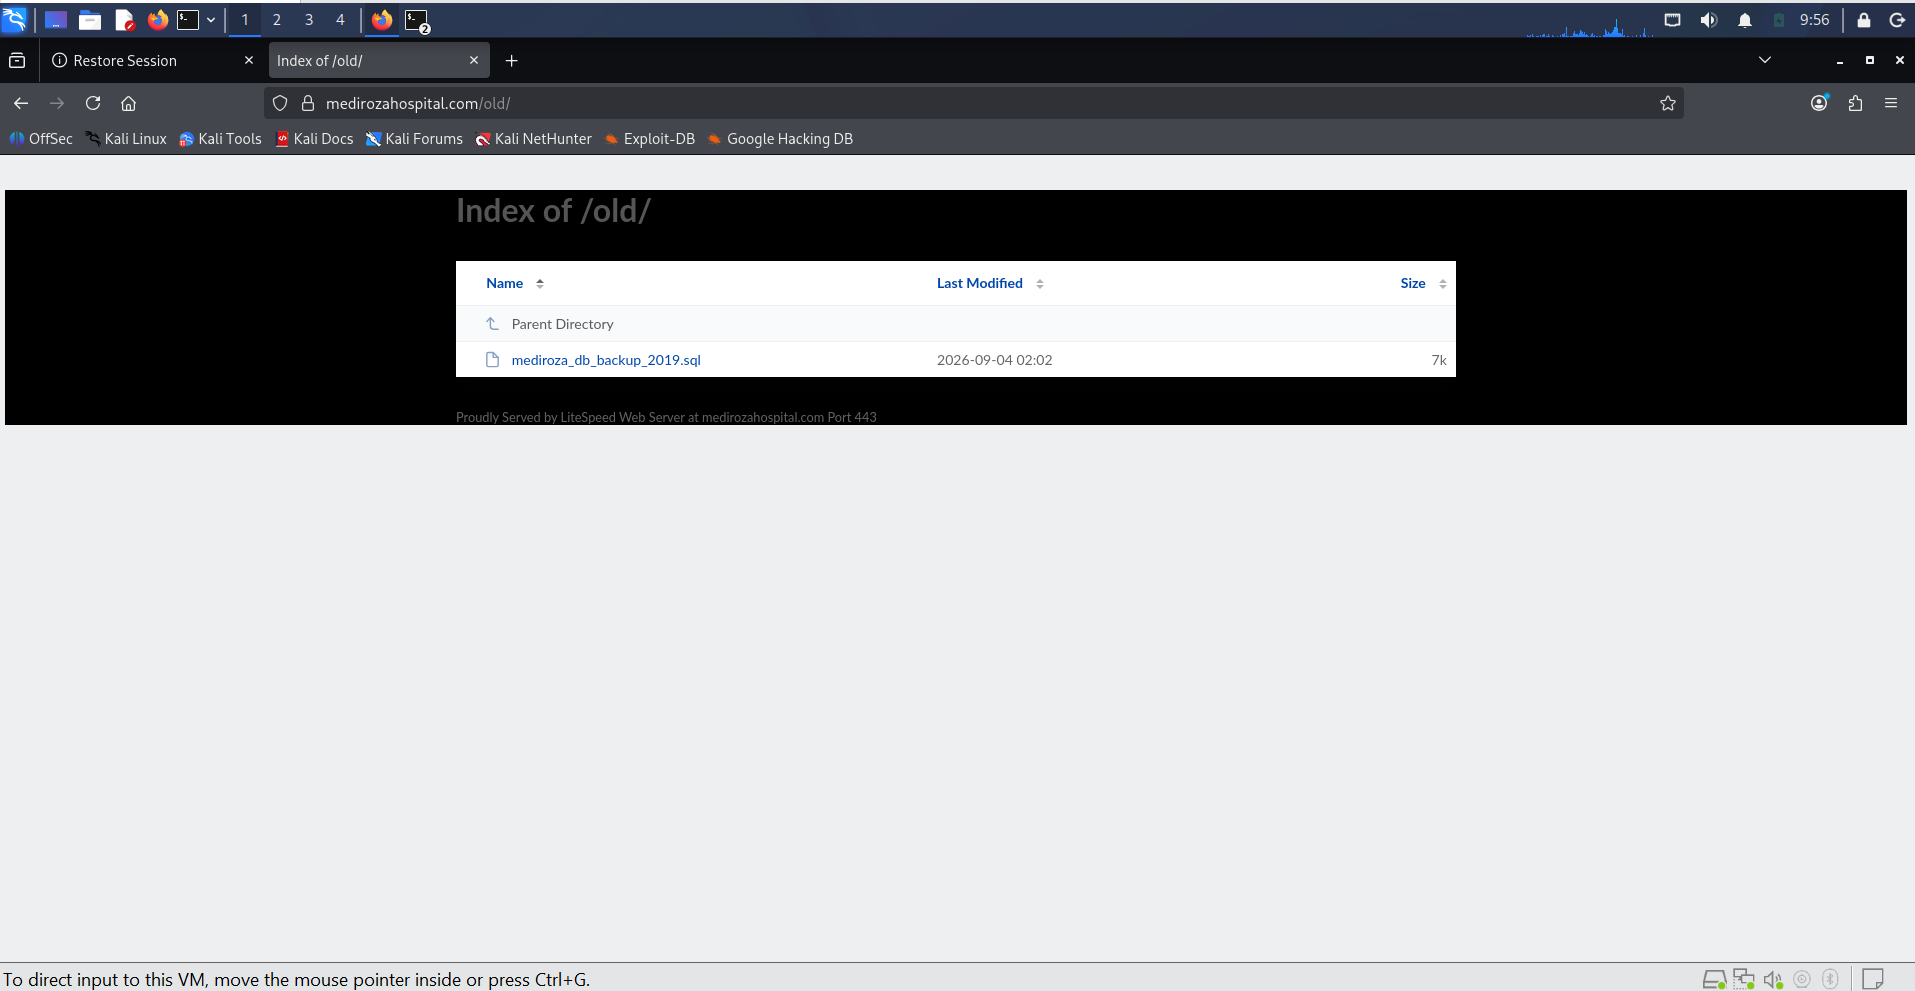 1 2 3 4 2 9:56
Restore Session Index of /old/
medirozahospital.com/old/
OffSec Kali Linux Kali Tools Kali Docs Kali Forums Kali NetHunter Exploit-DB Google Hacking DB
Index of /old/
Name Last Modified Size
Parent Directory
mediroza_db_backup_2019.sql 2026-09-04 02:02 7k
Proudly Served by LiteSpeed Web Server at medirozahospital.com Port 443
To direct input to this VM, move the mouse pointer inside or press Ctrl+G.